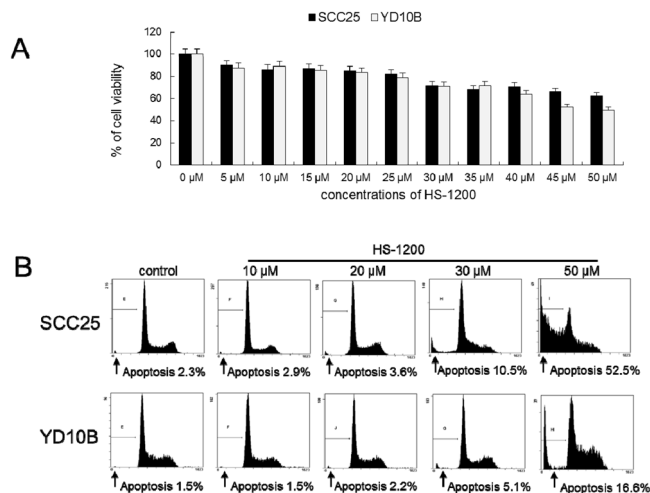 SCC25 YD10B
A
120
100
80
60
40
20
0
% of cell viability
0 μM 5 μM 10 μM 15 μM 20 μM 25 μM 30 μM 35 μM 40 μM 45 μM 50 μM
concentrations of HS-1200
B
HS-1200
control 10 μM 20 μM 30 μM 50 μM
SCC25
Apoptosis 2.3% Apoptosis 2.9% Apoptosis 3.6% Apoptosis 10.5% Apoptosis 52.5%
YD10B
Apoptosis 1.5% Apoptosis 1.5% Apoptosis 2.2% Apoptosis 5.1% Apoptosis 16.6%